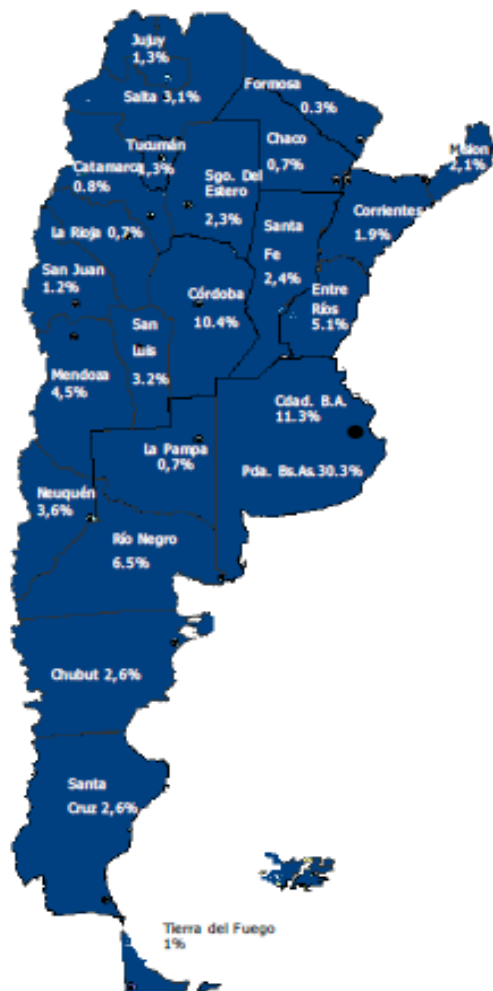 Jujuy
1,3%
Salta 3,1%
Formosa
0.3%
Tucumán
,3%
Chaco
0,7%
2,1%
Catamarca
0.8%
Sgo. Del
Estero
2,3%
Corrientes
1.9%
La Rioja 0,7%
Santa
Fe
2,4%
San Juan
1.2%
Córdoba
10.4%
Entre
Ríos
5.1%
San
Luis
3.2%
Mendoza
4,5%
Cdad. B.A.
11.3%
La Pampa
0,7%
Pda. Bs.As.30.3%
Neuquén
3,6%
Río Negro
6.5%
Chubut 2,6%
Santa
Cruz 2,6%
Tierra del Fuego
1%